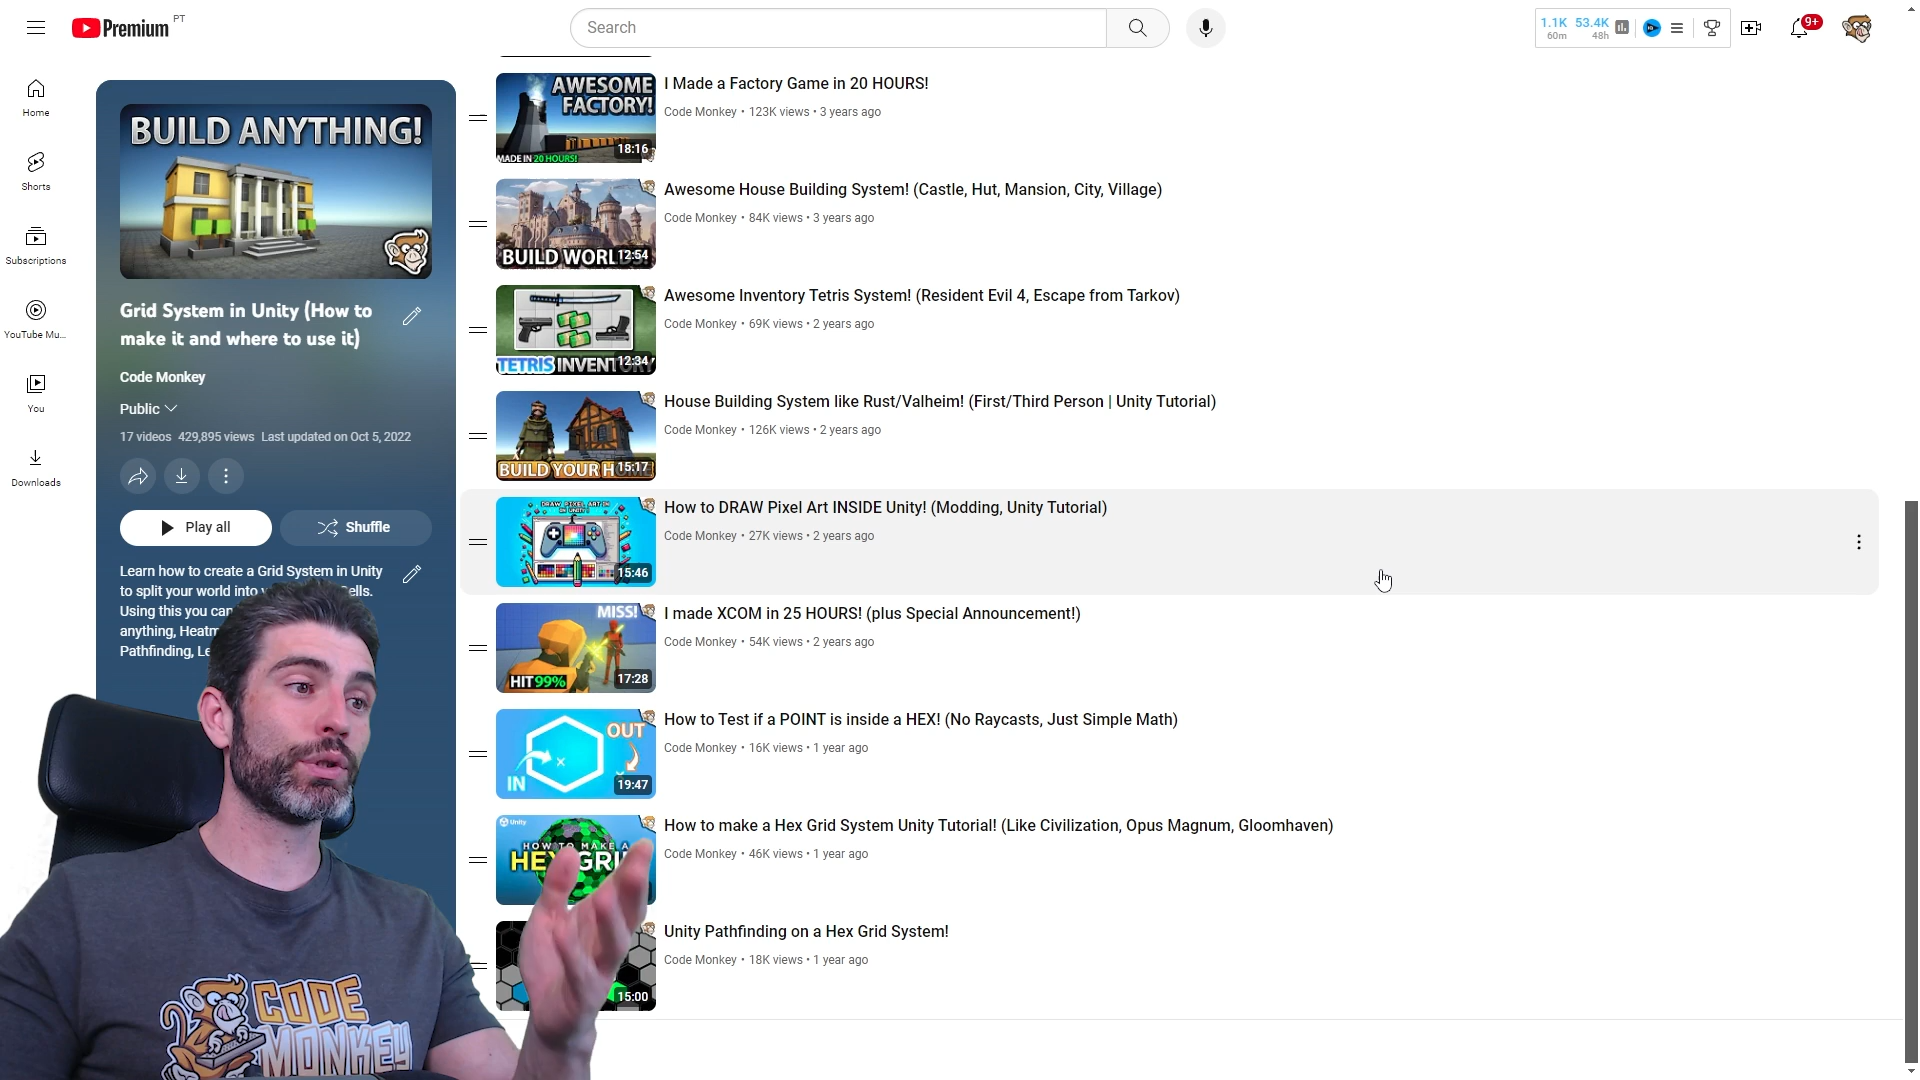 Premium
PT
Search
1.1K
60m
53.4K
48h
9+
Home
Shorts
Subscriptions
YouTube Mu...
You
Downloads
BUILD ANYTHING!
Grid System in Unity (How to
make it and where to use it)
Code Monkey
Public
17 videos 429,895 views Last updated on Oct 5, 2022
Play all
Shuffle
Learn how to create a Grid System in Unity
to split your world into
Using this you can
anything,
Pathfinding,
CODE
MONKEY
AWESOME
FACTORY!
MADE IN 20 HOURS!
18:16
I Made a Factory Game in 20 HOURS!
Code Monkey • 123K views • 3 years ago
12:54
Awesome House Building System! (Castle, Hut, Mansion, City, Village)
Code Monkey • 84K views • 3 years ago
TETRIS
12:34
Awesome Inventory Tetris System! (Resident Evil 4, Escape from Tarkov)
Code Monkey • 69K views • 2 years ago
BUILD YOUR
15:17
House Building System like Rust/Valheim! (First/Third Person | Unity Tutorial)
Code Monkey • 126K views • 2 years ago
15:46
How to DRAW Pixel Art INSIDE Unity! (Modding, Unity Tutorial)
Code Monkey • 27K views • 2 years ago
MISS!
HIT 99%
17:28
I made XCOM in 25 HOURS! (plus Special Announcement!)
Code Monkey • 54K views • 2 years ago
OUT
IN
19:47
How to Test if a POINT is inside a HEX! (No Raycasts, Just Simple Math)
Code Monkey • 16K views • 1 year ago
Unity
HOW TO MAKE A
How to make a Hex Grid System Unity Tutorial! (Like Civilization, Opus Magnum, Gloomhaven)
Code Monkey • 46K views • 1 year ago
15:00
Unity Pathfinding on a Hex Grid System!
Code Monkey • 18K views • 1 year ago